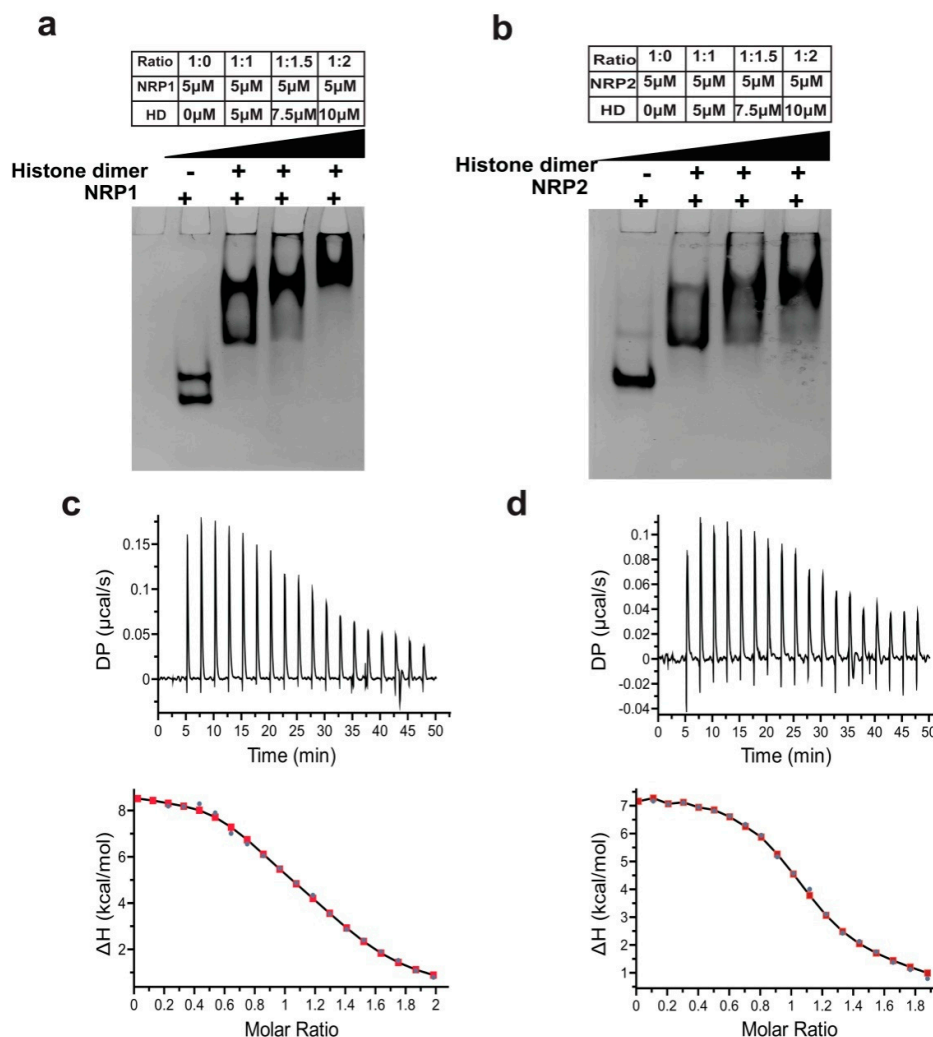 a
Ratio 1:0 1:1 1:1.5 1:2
NRP1 5µM 5µM 5µM 5µM
HD 0µM 5µM 7.5µM 10µM
Histone dimer - + + +
NRP1 + + + +
b
Ratio 1:0 1:1 1:1.5 1:2
NRP2 5µM 5µM 5µM 5µM
HD 0µM 5µM 7.5µM 10µM
Histone dimer - + + +
NRP2 + + + +
c
DP (µcal/s)
0.15
0.1
0.05
0
0 5 10 15 20 25 30 35 40 45 50
Time (min)
ΔH (kcal/mol)
8
6
4
2
0 0.2 0.4 0.6 0.8 1 1.2 1.4 1.6 1.8 2
Molar Ratio
d
DP (µcal/s)
0.1
0.08
0.06
0.04
0.02
0
-0.02
-0.04
0 5 10 15 20 25 30 35 40 45 50
Time (min)
ΔH (kcal/mol)
7
6
5
4
3
2
1
0 0.2 0.4 0.6 0.8 1 1.2 1.4 1.6 1.8
Molar Ratio